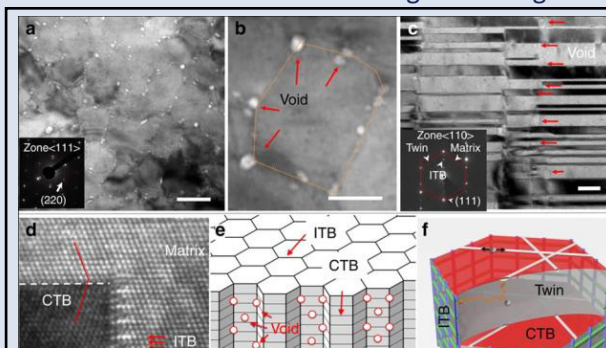 a
Zone<111>
(220)
b
Void
c
Void
Zone<110>
Twin
Matrix
ITB
(111)
d
Matrix
CTB
ITB
e
ITB
CTB
Void
f
ITB
Twin
CTB